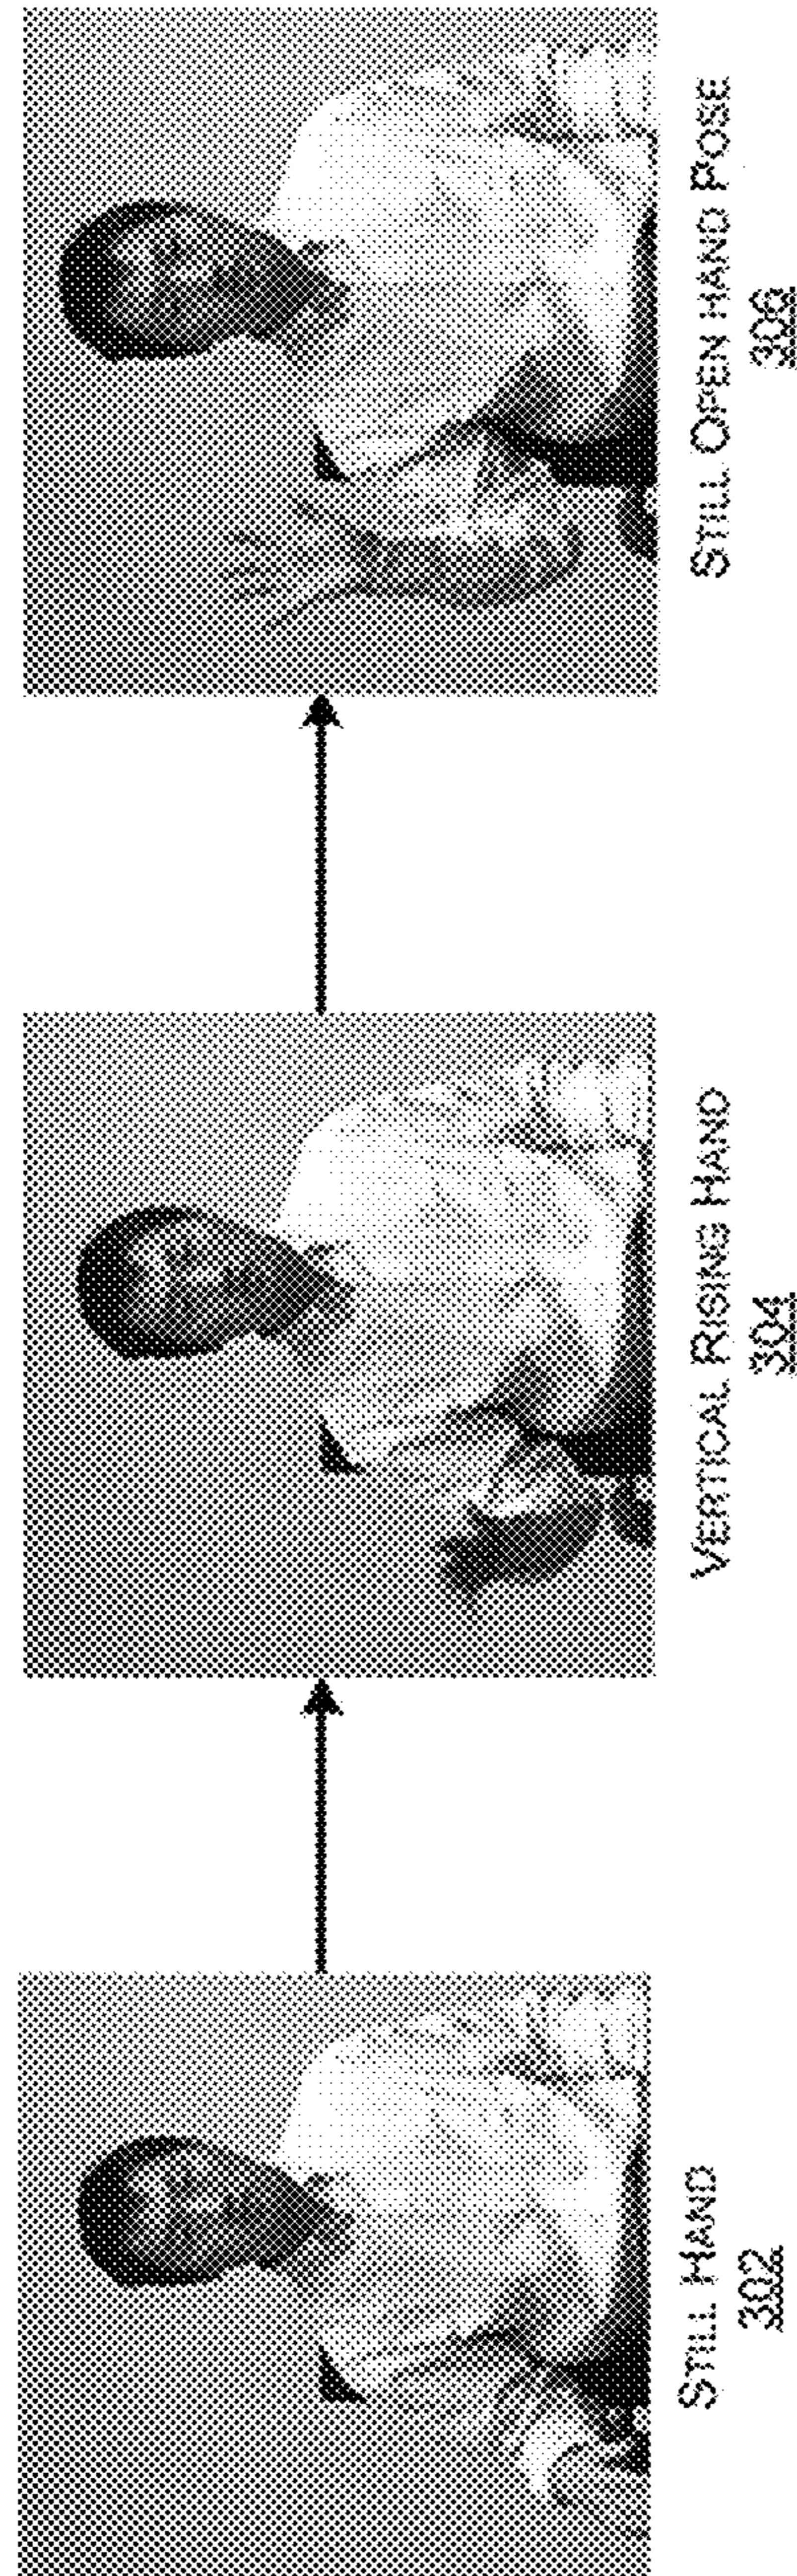 STILL HAND
302
VERTICAL RISING HAND
304
STILL OPEN HAND POSE
306